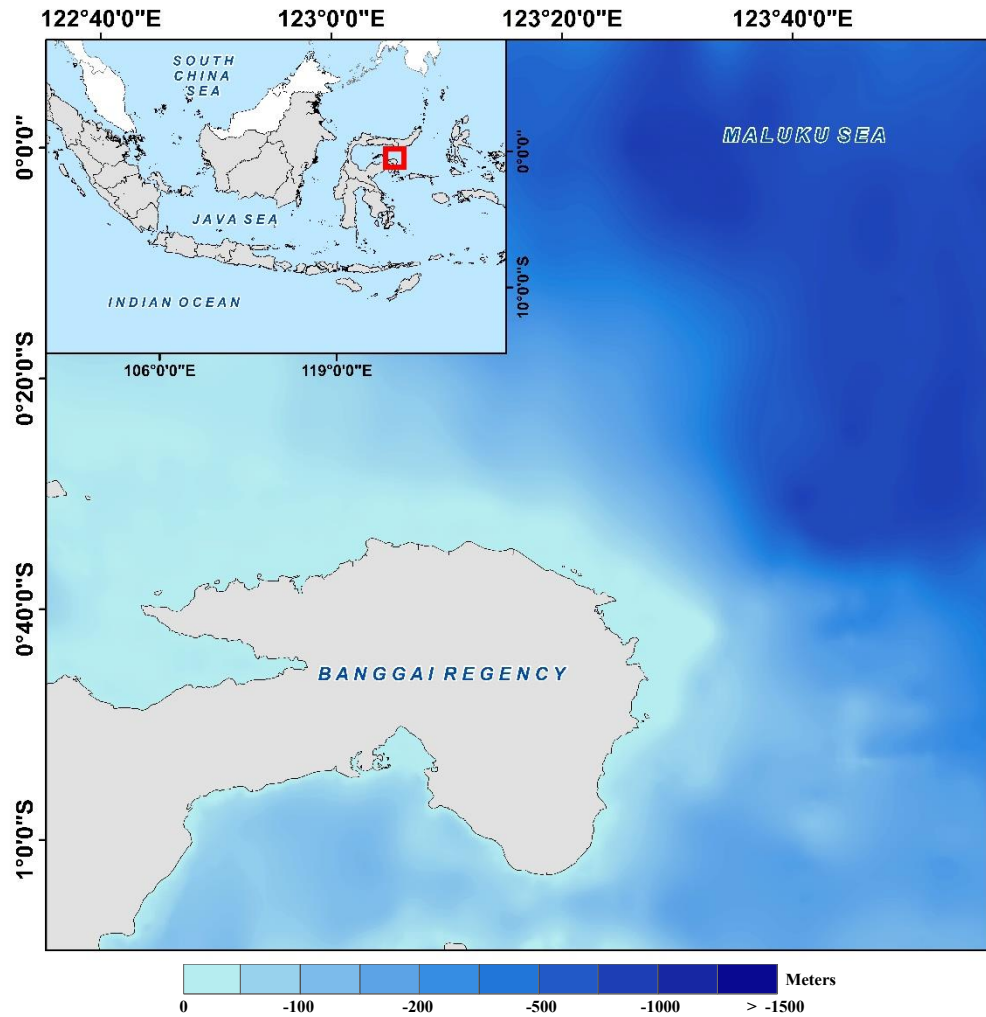 122°40'0"E 123°0'0"E 123°20'0"E 123°40'0"E
SOUTH
CHINA
SEA
MALUKU SEA
0°0'0"
0°0'0"
JAVA SEA
INDIAN OCEAN
10°0'0"S
106°0'0"E 119°0'0"E
0°20'0"S
0°40'0"S
BANGGAI REGENCY
1°0'0"S
Meters
0 -100 -200 -500 -1000 > -1500